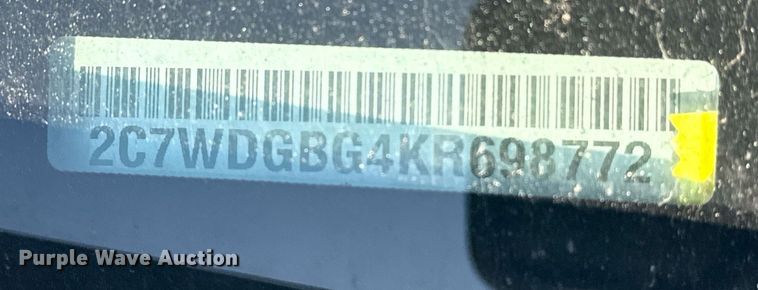 2C7WDGBG4KR698772
Purple Wave Auction